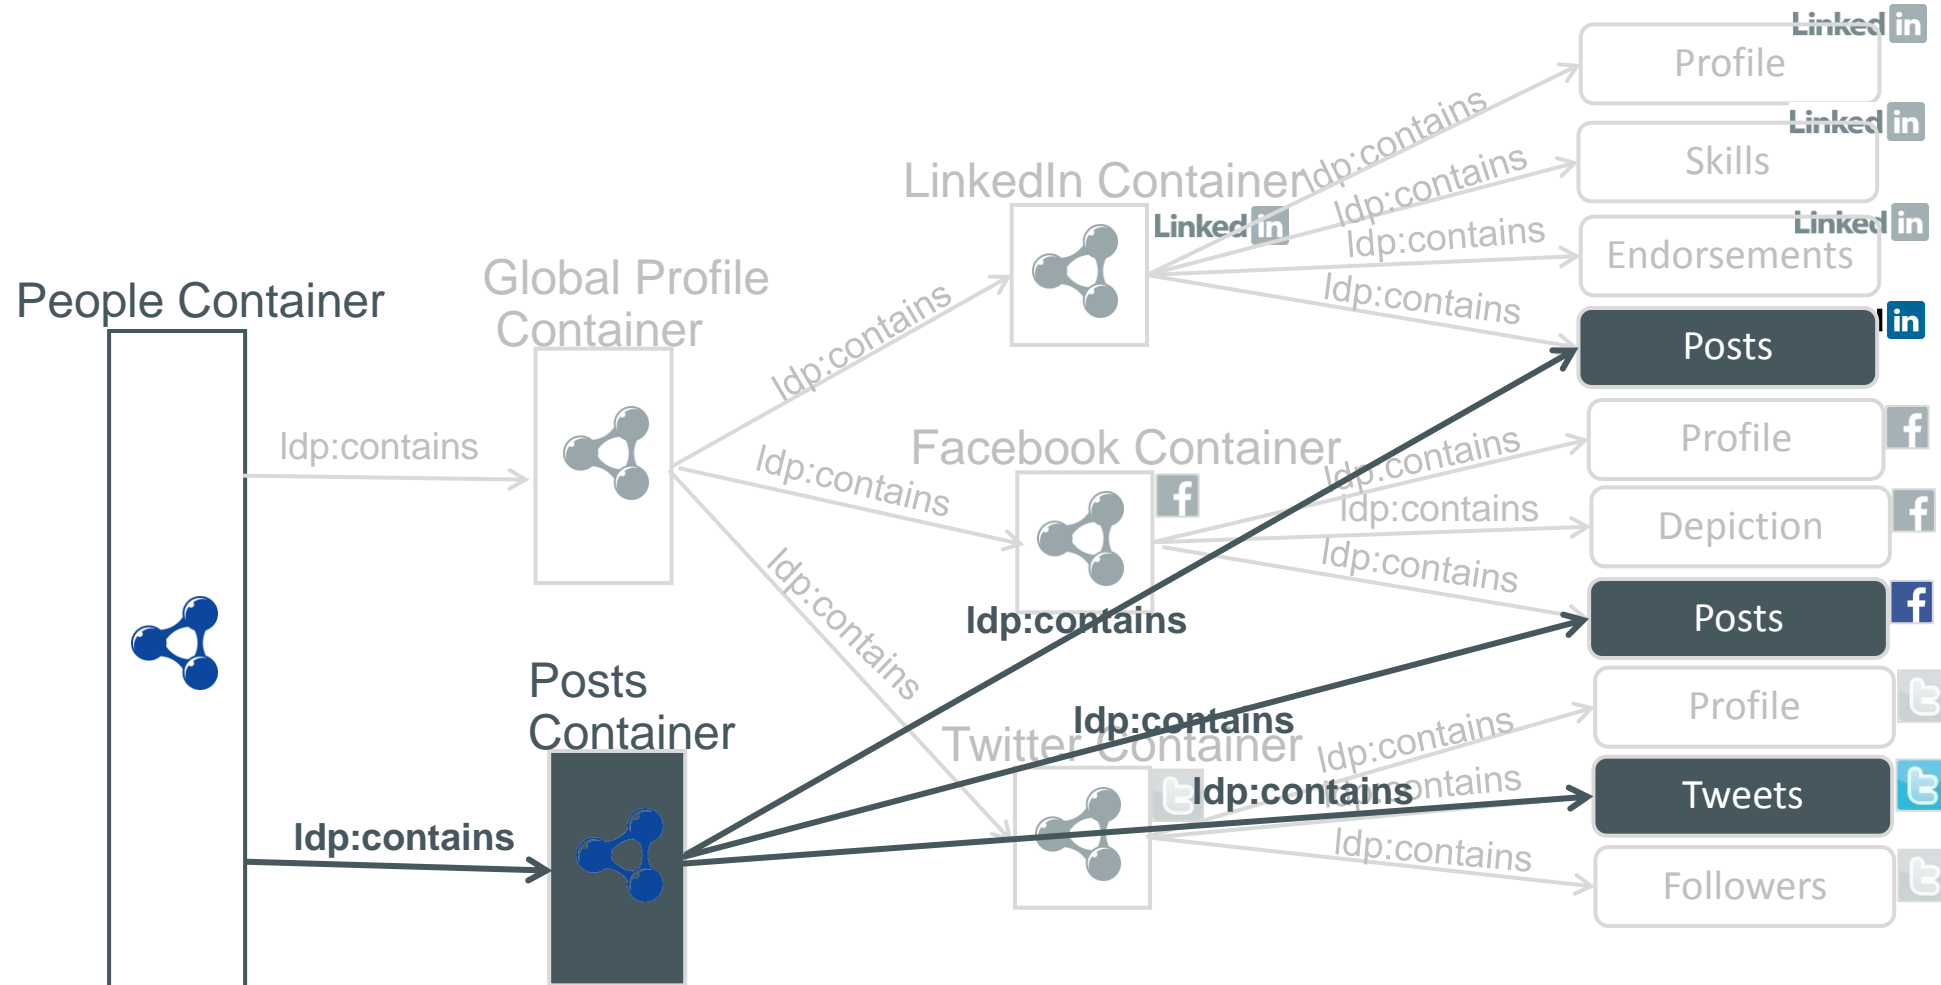 Linked in
Profile
Linked in
Skills
Linked in
Endorsements
in
Posts
ldp:contains
ldp:contains
ldp:contains
ldp:contains
LinkedIn Container
Linked in
Global Profile
Container
People Container
ldp:contains
ldp:contains
ldp:contains
ldp:contains
Facebook Container
f
ldp:contains
ldp:contains
ldp:contains
Profile
f
Depiction
f
Posts
f
ldp:contains
Posts
Container
ldp:contains
ldp:contains
Twitter Container
t
ldp:contains
ldp:contains
ldp:contains
ldp:contains
Profile
t
Tweets
t
Followers
t